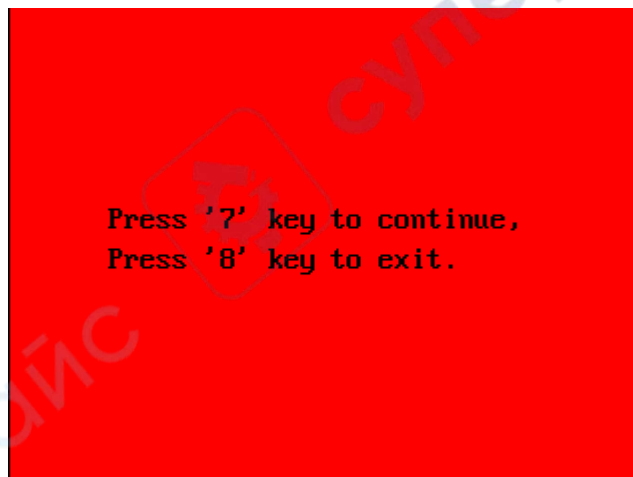 Press '7' key to continue,
Press '8' key to exit.